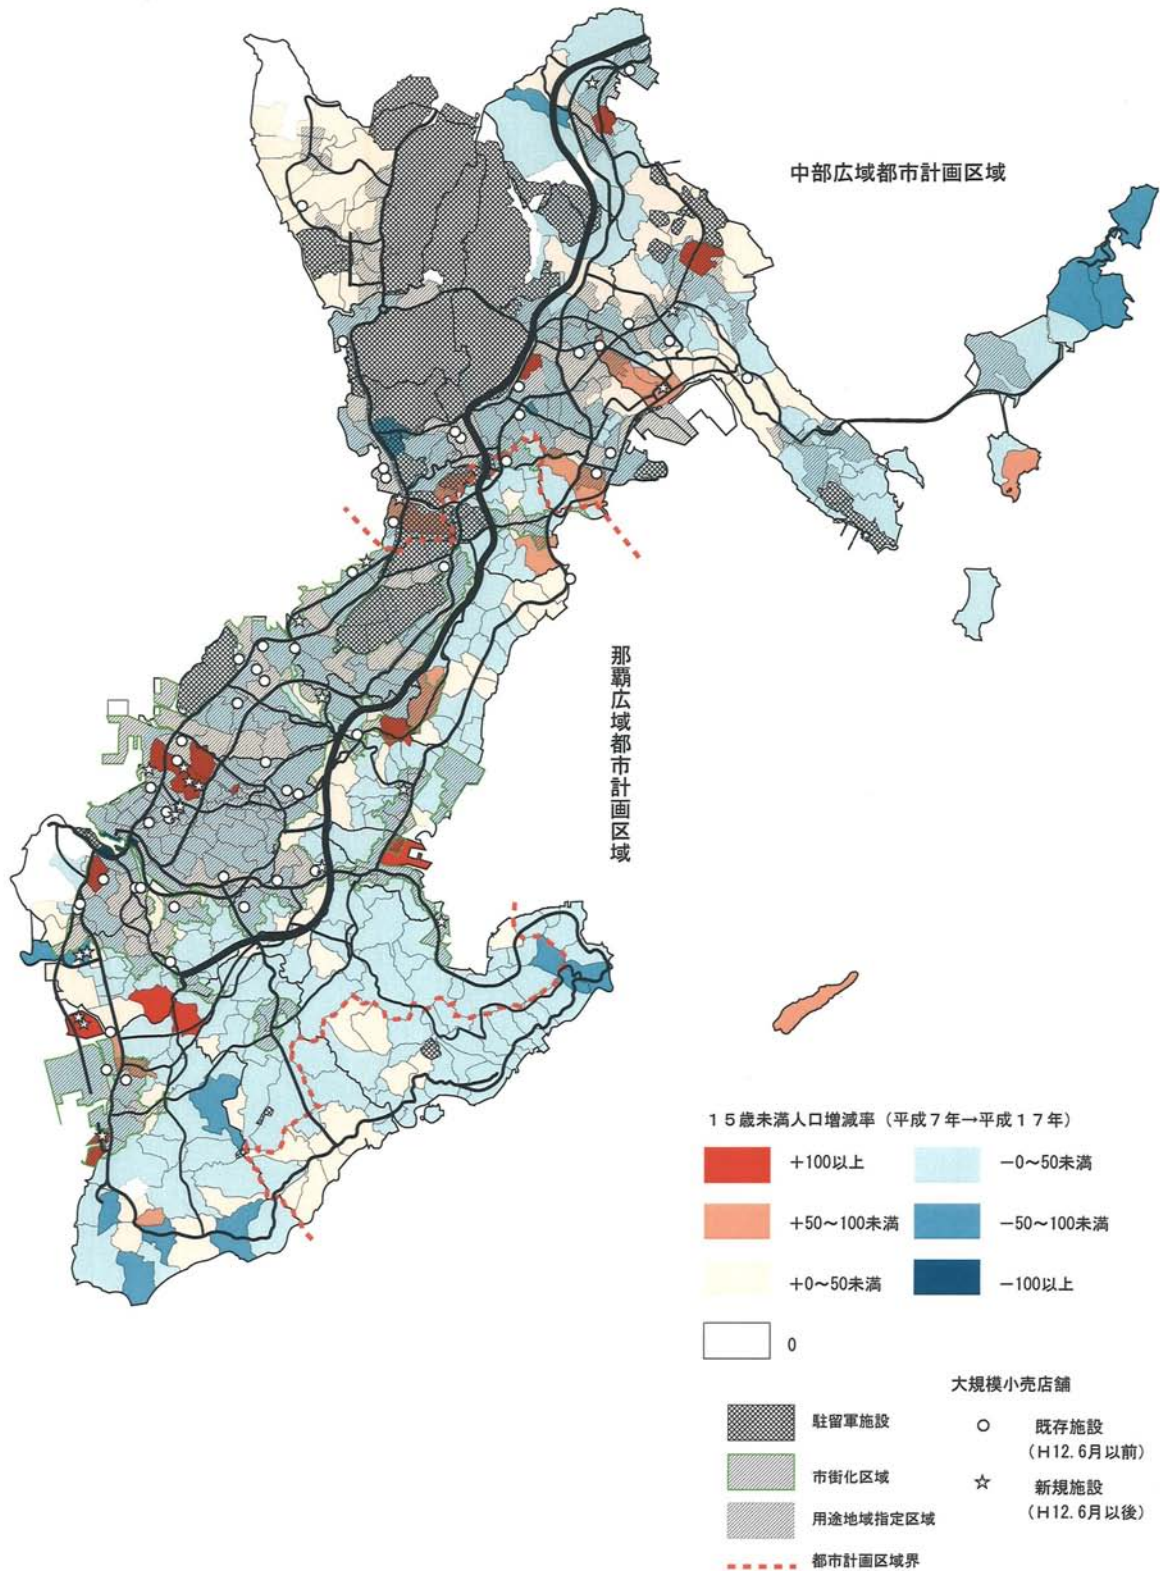 中部広域都市計画区域
那覇広域都市計画区域
15歳未満人口増減率（平成7年→平成17年）
＋100以上
－0～50未満
＋50～100未満
－50～100未満
＋0～50未満
－100以上
0
大規模小売店舗
駐留軍施設
既存施設
（H12.6月以前）
市街化区域
新規施設
（H12.6月以後）
用途地域指定区域
都市計画区域界